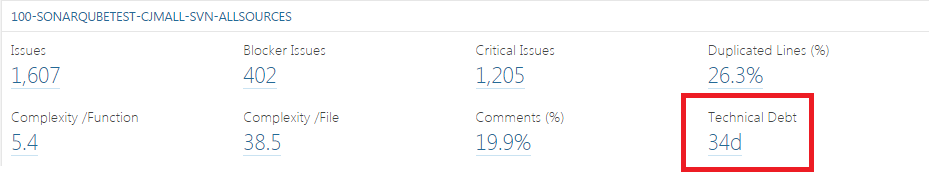 100-SONARQUBETEST-CJMALL-SVN-ALLSOURCES
Issues Blocker Issues Critical Issues Duplicated Lines (%)
1,607 402 1,205 26.3%
Complexity /Function Complexity /File Comments (%) Technical Debt
5.4 38.5 19.9% 34d